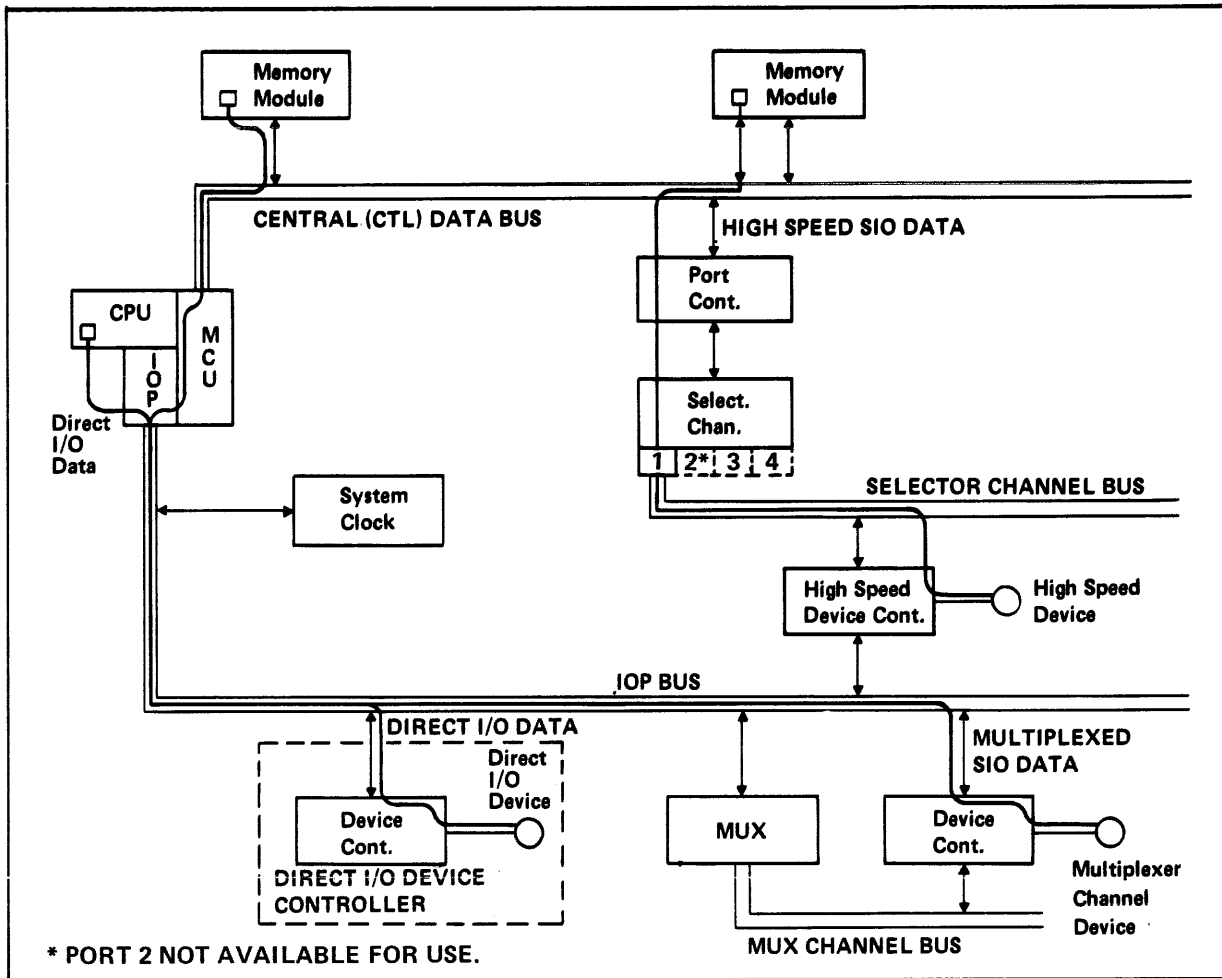 Memory
Module
Memory
Module
CENTRAL (CTL) DATA BUS
HIGH SPEED SIO DATA
Port
Cont.
CPU
MCU
IOP
Select.
Chan.
Direct
I/O
Data
1 2* 3 4
System
Clock
SELECTOR CHANNEL BUS
High Speed
Device Cont.
High Speed
Device
IOP BUS
DIRECT I/O DATA
MULTIPLEXED
SIO DATA
Direct
I/O
Device
Device
Cont.
MUX
Device
Cont.
DIRECT I/O DEVICE
CONTROLLER
Multiplexer
Channel
Device
MUX CHANNEL BUS
* PORT 2 NOT AVAILABLE FOR USE.